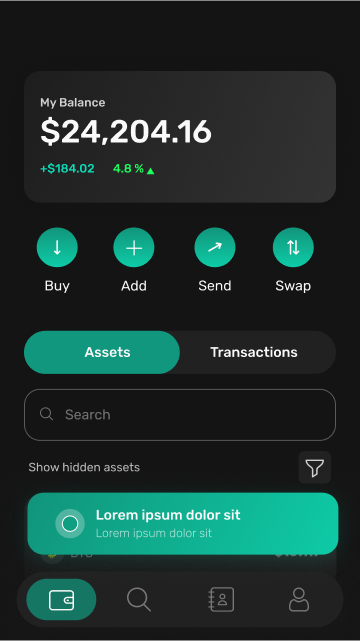 My Balance
$24,204.16
+$184.02 4.8 %
Buy Add Send Swap
Assets Transactions
Search
Show hidden assets
Lorem ipsum dolor sit
Lorem ipsum dolor sit